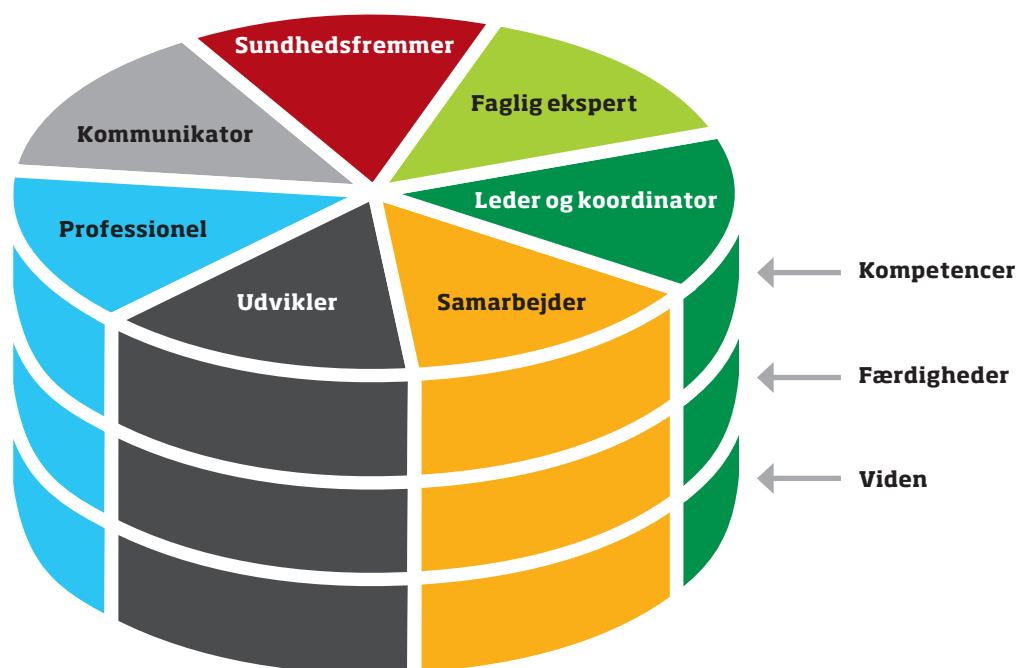 Sundhedsfremmer
Faglig ekspert
Kommunikator
Leder og koordinator
Professionel
Udvikler
Samarbejder
Kompetencer
Færdigheder
Viden